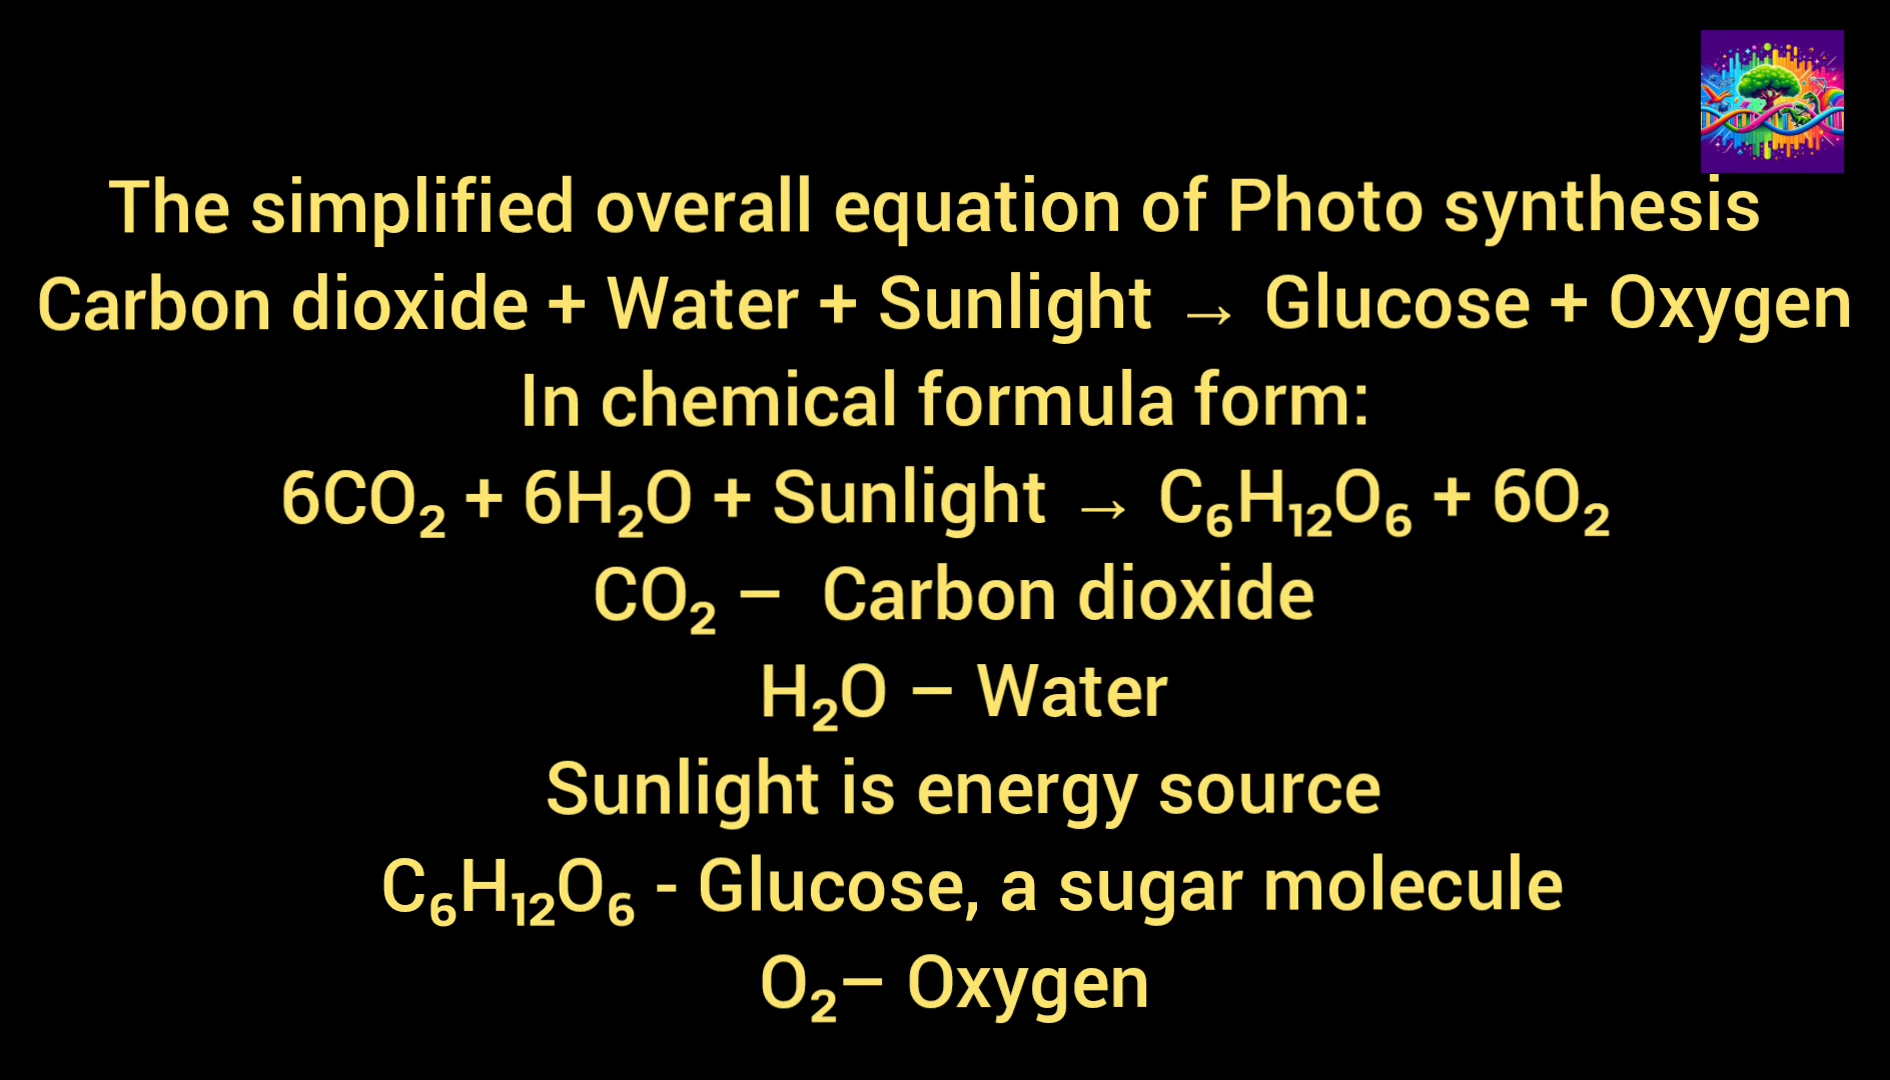 The simplified overall equation of Photo synthesis
Carbon dioxide + Water + Sunlight → Glucose + Oxygen
In chemical formula form:
6CO₂ + 6H₂O + Sunlight → C₆H₁₂O₆ + 6O₂
CO₂ – Carbon dioxide
H₂O – Water
Sunlight is energy source
C₆H₁₂O₆ - Glucose, a sugar molecule
O₂– Oxygen